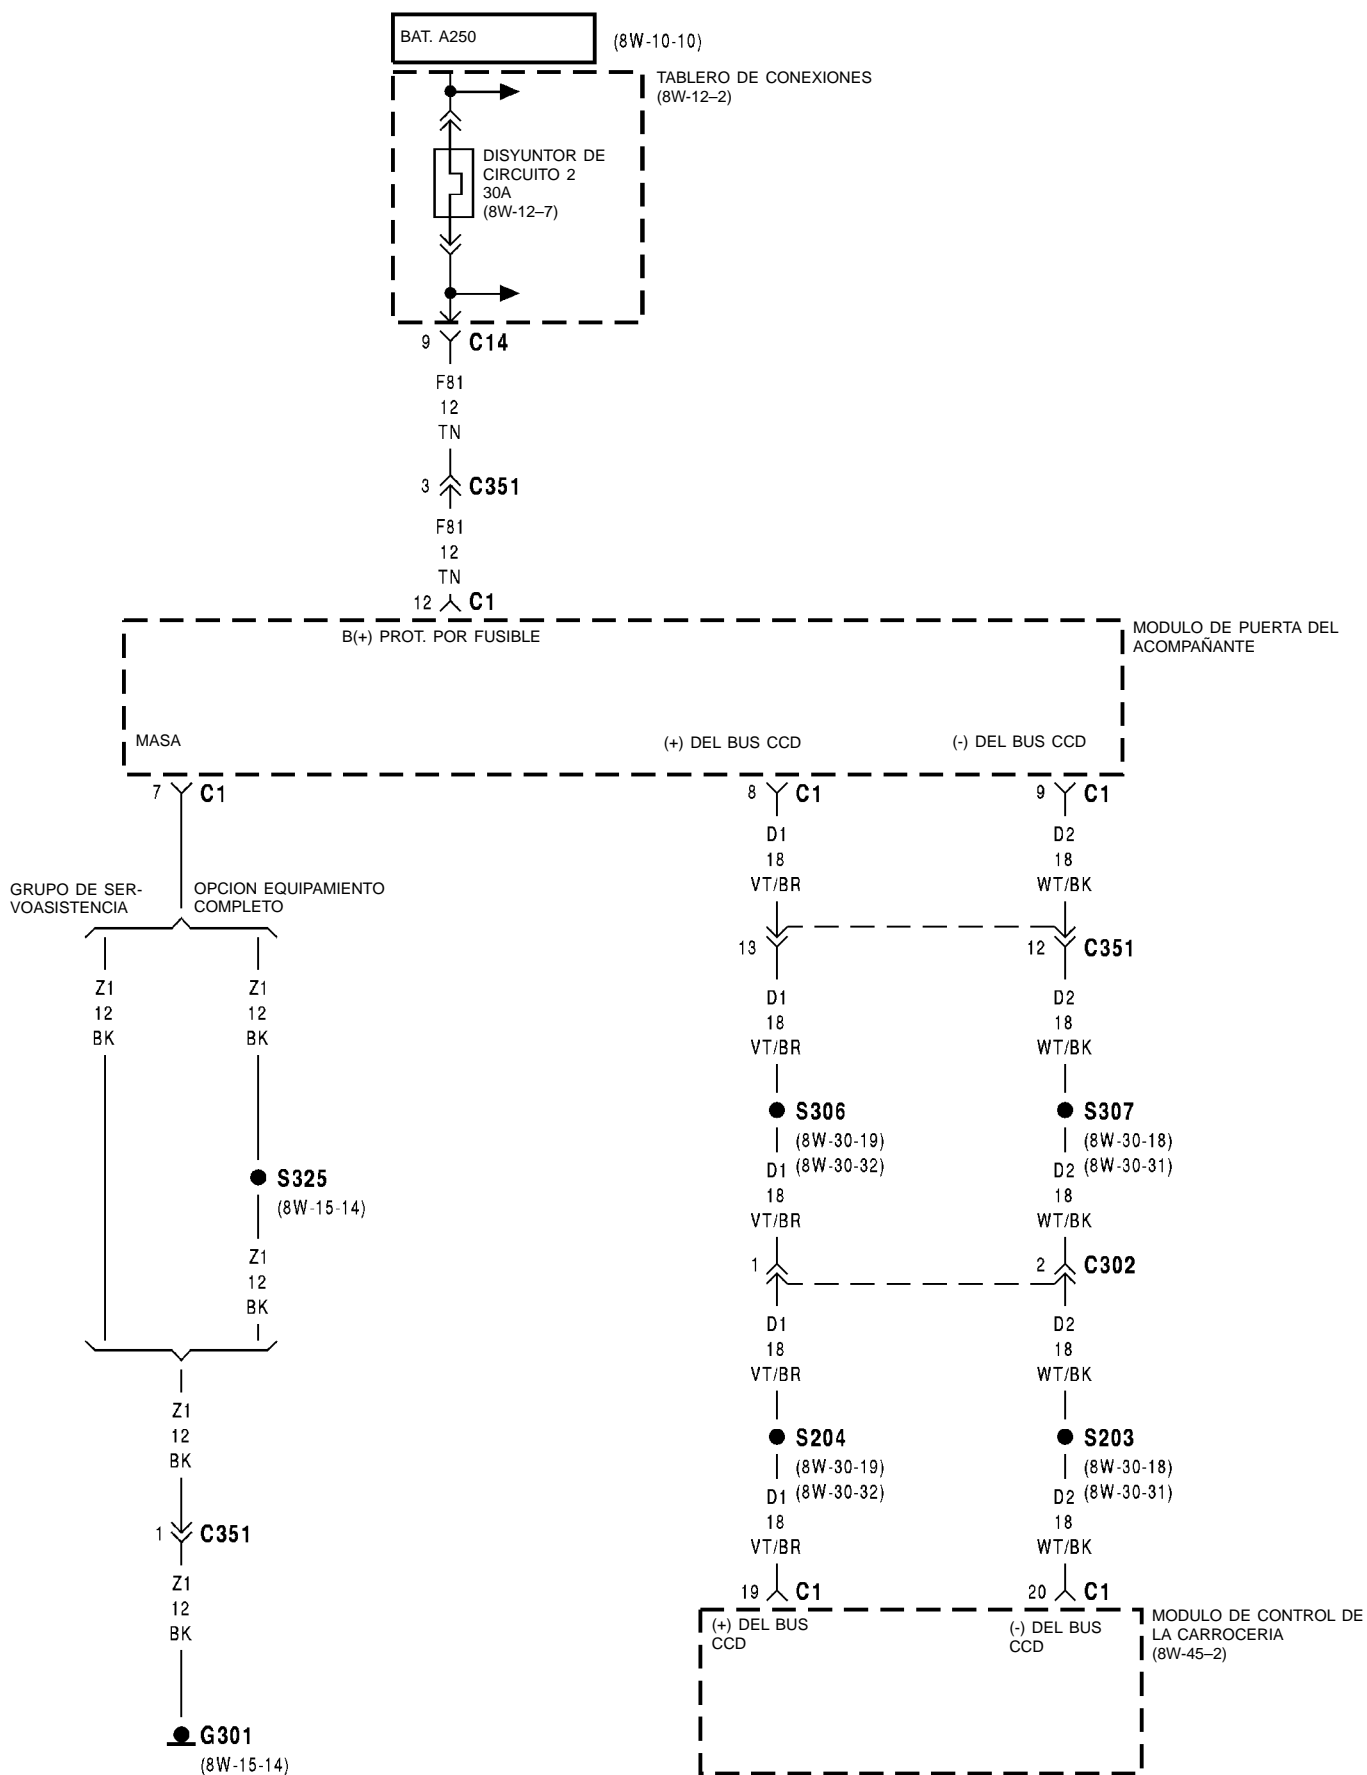 BAT. A250
(8W-10-10)
TABLERO DE CONEXIONES
(8W-12–2)
DISYUNTOR DE
CIRCUITO 2
30A
(8W-12–7)
9 C14
F81
12
TN
3 C351
F81
12
TN
12 C1
B(+) PROT. POR FUSIBLE
MODULO DE PUERTA DEL
ACOMPAÑANTE
MASA
(+) DEL BUS CCD
(-) DEL BUS CCD
7 C1
8 C1
9 C1
D1
18
VT/BR
D2
18
WT/BK
GRUPO DE SER-
VOASISTENCIA
OPCION EQUIPAMIENTO
COMPLETO
13
12 C351
Z1
12
BK
Z1
12
BK
D1
18
VT/BR
D2
18
WT/BK
S306
(8W-30-19)
(8W-30-32)
S307
(8W-30-18)
(8W-30-31)
S325
(8W-15-14)
D1
18
VT/BR
D2
18
WT/BK
Z1
12
BK
1
2 C302
D1
18
VT/BR
D2
18
WT/BK
Z1
12
BK
S204
(8W-30-19)
(8W-30-32)
S203
(8W-30-18)
(8W-30-31)
D1
18
VT/BR
D2
18
WT/BK
1 C351
Z1
12
BK
19 C1
20 C1
(+) DEL BUS
CCD
(-) DEL BUS
CCD
MODULO DE CONTROL DE
LA CARROCERIA
(8W-45–2)
G301
(8W-15-14)